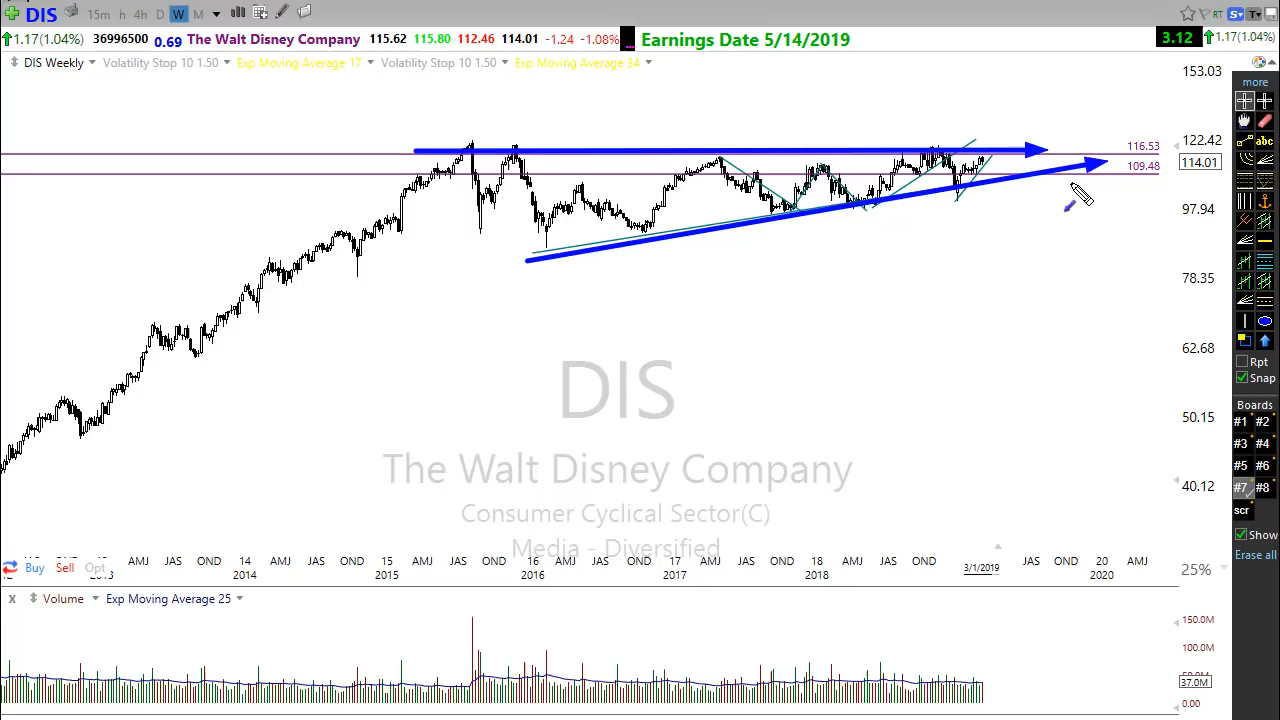 DIS 15m h 4h D W M RT S T
1.17(1.04%) 36996500 0.69 The Walt Disney Company 115.62 115.80 112.46 114.01 -1.24 -1.08% Earnings Date 5/14/2019 3.12 1.17(1.04%)
DIS Weekly Volatility Stop 10 1.50 Exp Moving Average 17 Volatility Stop 10 1.50 Exp Moving Average 34
153.03
more
122.42
116.53
abc
114.01
109.48
97.94
78.35
62.68
Rpt
Snap
DIS
Boards
50.15
#1 #2
#3 #4
The Walt Disney Company
#5 #6
40.12
#7 #8
Consumer Cyclical Sector(C)
scr
Show
Media - Diversified
Erase all
AMJ JAS OND 14 AMJ JAS OND 15 AMJ JAS OND 16 AMJ JAS OND 17 AMJ JAS OND 18 AMJ JAS OND JAS OND 20 AMJ
Buy Sell Opt
2013 2014 2015 2016 2017 2018 3/1/2019 2020
25%
X Volume Exp Moving Average 25
150.0M
100.0M
37.0M
0.00